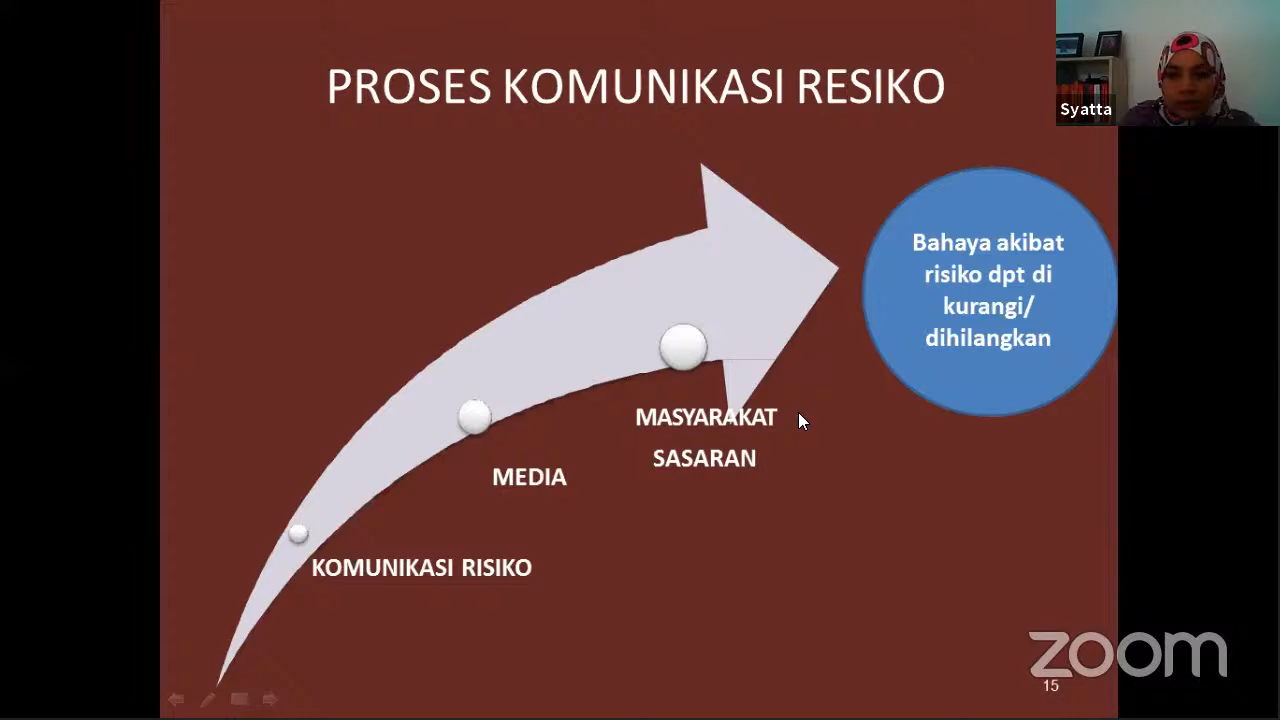 PROSES KOMUNIKASI RESIKO
Syatta
Bahaya akibat
risiko dpt di
kurangi/
dihilangkan
MASYARAKAT
SASARAN
MEDIA
KOMUNIKASI RISIKO
zoom
15